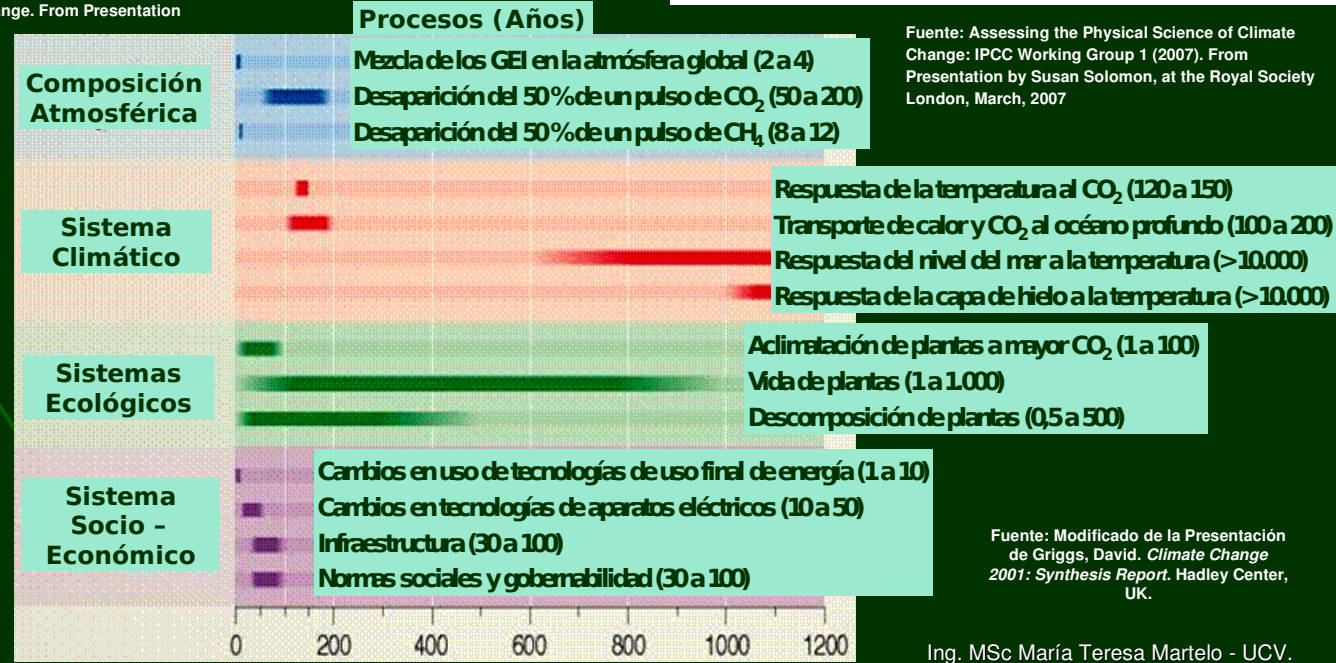 ange. From Presentation
Procesos (Años)
Fuente: Assessing the Physical Science of Climate
Change: IPCC Working Group 1 (2007). From
Presentation by Susan Solomon, at the Royal Society
London, March, 2007
Composición
Atmosférica
Mezcla de los GEI en la atmósfera global (2 a 4)
Desaparición del 50 % de un pulso de CO₂ (50 a 200)
Desaparición del 50 % de un pulso de CH₄ (8 a 12)
Sistema
Climático
Respuesta de la temperatura al CO₂ (120 a 150)
Transporte de calor y CO₂ al océano profundo (100 a 200)
Respuesta del nivel del mar a la temperatura (> 10.000)
Respuesta de la capa de hielo a la temperatura (> 10.000)
Sistemas
Ecológicos
Aclimatación de plantas a mayor CO₂ (1 a 100)
Vida de plantas (1 a 1.000)
Descomposición de plantas (0,5 a 500)
Sistema
Socio –
Económico
Cambios en uso de tecnologías de uso final de energía (1 a 10)
Cambios en tecnologías de aparatos eléctricos (10 a 50)
Infraestructura (30 a 100)
Normas sociales y gobernabilidad (30 a 100)
Fuente: Modificado de la Presentación
de Griggs, David. Climate Change
2001: Synthesis Report. Hadley Center,
UK.
0 200 400 600 800 1000 1200
Ing. MSc María Teresa Martelo - UCV.